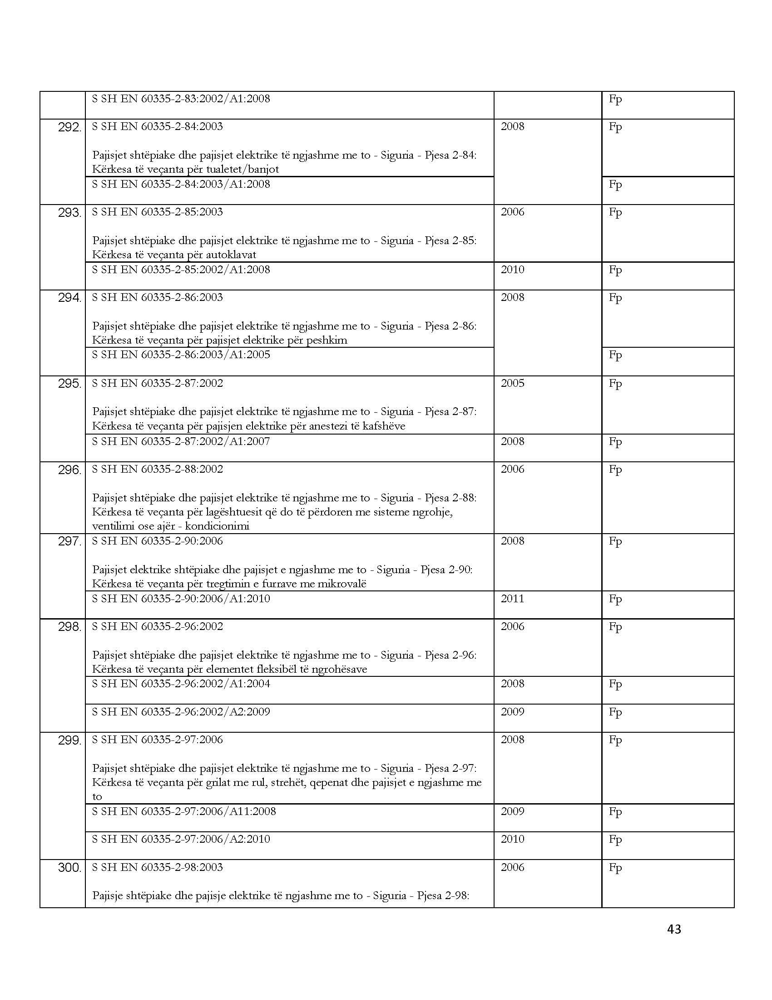 S SH EN 60335-2-83:2002/A1:2008 Fp
292. S SH EN 60335-2-84:2003 2008 Fp
Pajisjet shtëpiake dhe pajisjet elektrike të ngjashme me to - Siguria - Pjesa 2-84:
Kërkesa të veçanta për tualetet/banjot
S SH EN 60335-2-84:2003/A1:2008 Fp
293. S SH EN 60335-2-85:2003 2006 Fp
Pajisjet shtëpiake dhe pajisjet elektrike të ngjashme me to - Siguria - Pjesa 2-85:
Kërkesa të veçanta për autoklavat
S SH EN 60335-2-85:2002/A1:2008 2010 Fp
294. S SH EN 60335-2-86:2003 2008 Fp
Pajisjet shtëpiake dhe pajisjet elektrike të ngjashme me to - Siguria - Pjesa 2-86:
Kërkesa të veçanta për pajisjet elektrike për peshkim
S SH EN 60335-2-86:2003/A1:2005 Fp
295. S SH EN 60335-2-87:2002 2005 Fp
Pajisjet shtëpiake dhe pajisjet elektrike të ngjashme me to - Siguria - Pjesa 2-87:
Kërkesa të veçanta për pajisjen elektrike për anestezi të kafshëve
S SH EN 60335-2-87:2002/A1:2007 2008 Fp
296. S SH EN 60335-2-88:2002 2006 Fp
Pajisjet shtëpiake dhe pajisjet elektrike të ngjashme me to - Siguria - Pjesa 2-88:
Kërkesa të veçanta për lagështuesit që do të përdoren me sisteme ngrohje,
ventilimi ose ajër - kondicionimi
297. S SH EN 60335-2-90:2006 2008 Fp
Pajisjet elektrike shtëpiake dhe pajisjet e ngjashme me to - Siguria - Pjesa 2-90:
Kërkesa të veçanta për tregtimin e furrave me mikrovalë
S SH EN 60335-2-90:2006/A1:2010 2011 Fp
298. S SH EN 60335-2-96:2002 2006 Fp
Pajisjet shtëpiake dhe pajisjet elektrike të ngjashme me to - Siguria - Pjesa 2-96:
Kërkesa të veçanta për elementet fleksibël të ngrohësave
S SH EN 60335-2-96:2002/A1:2004 2008 Fp
S SH EN 60335-2-96:2002/A2:2009 2009 Fp
299. S SH EN 60335-2-97:2006 2008 Fp
Pajisjet shtëpiake dhe pajisjet elektrike të ngjashme me to - Siguria - Pjesa 2-97:
Kërkesa të veçanta për grilat me rul, strehët, qepenat dhe pajisjet e ngjashme me
to
S SH EN 60335-2-97:2006/A11:2008 2009 Fp
S SH EN 60335-2-97:2006/A2:2010 2010 Fp
300. S SH EN 60335-2-98:2003 2006 Fp
Pajisje shtëpiake dhe pajisje elektrike të ngjashme me to - Siguria - Pjesa 2-98:
43